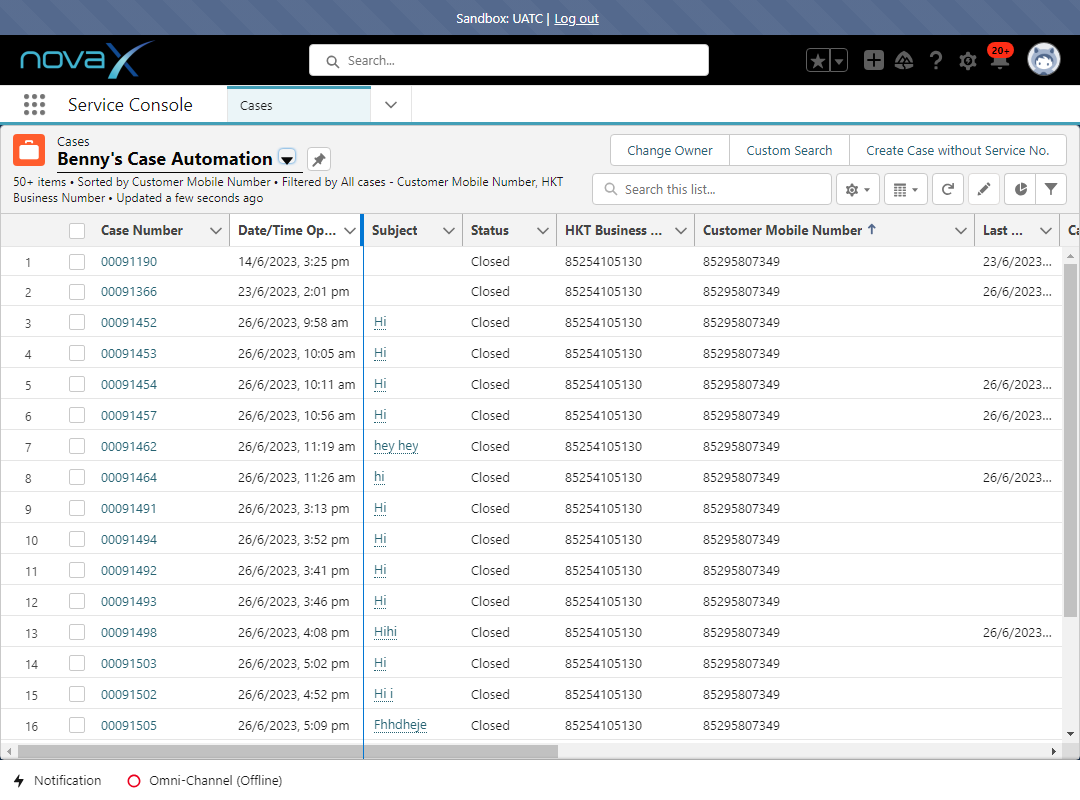 Sandbox: UATC | Log out
novaX
Search...
20+
Service Console
Cases
Cases
Benny's Case Automation
Change Owner
Custom Search
Create Case without Service No.
50+ items • Sorted by Customer Mobile Number • Filtered by All cases - Customer Mobile Number, HKT
Business Number • Updated a few seconds ago
Search this list...
Case Number Date/Time Op... Subject Status HKT Business ... Customer Mobile Number Last ... Ca
1 00091190 14/6/2023, 3:25 pm Closed 85254105130 85295807349 23/6/2023...
2 00091366 23/6/2023, 2:01 pm Closed 85254105130 85295807349 26/6/2023...
3 00091452 26/6/2023, 9:58 am Hi Closed 85254105130 85295807349
4 00091453 26/6/2023, 10:05 am Hi Closed 85254105130 85295807349
5 00091454 26/6/2023, 10:11 am Hi Closed 85254105130 85295807349 26/6/2023...
6 00091457 26/6/2023, 10:56 am Hi Closed 85254105130 85295807349 26/6/2023...
7 00091462 26/6/2023, 11:19 am hey hey Closed 85254105130 85295807349
8 00091464 26/6/2023, 11:26 am hi Closed 85254105130 85295807349 26/6/2023...
9 00091491 26/6/2023, 3:13 pm Hi Closed 85254105130 85295807349
10 00091494 26/6/2023, 3:52 pm Hi Closed 85254105130 85295807349
11 00091492 26/6/2023, 3:41 pm Hi Closed 85254105130 85295807349
12 00091493 26/6/2023, 3:46 pm Hi Closed 85254105130 85295807349
13 00091498 26/6/2023, 4:08 pm Hihi Closed 85254105130 85295807349 26/6/2023...
14 00091503 26/6/2023, 5:02 pm Hi Closed 85254105130 85295807349
15 00091502 26/6/2023, 4:52 pm Hi i Closed 85254105130 85295807349
16 00091505 26/6/2023, 5:09 pm Fhhdheje Closed 85254105130 85295807349
Notification
Omni-Channel (Offline)